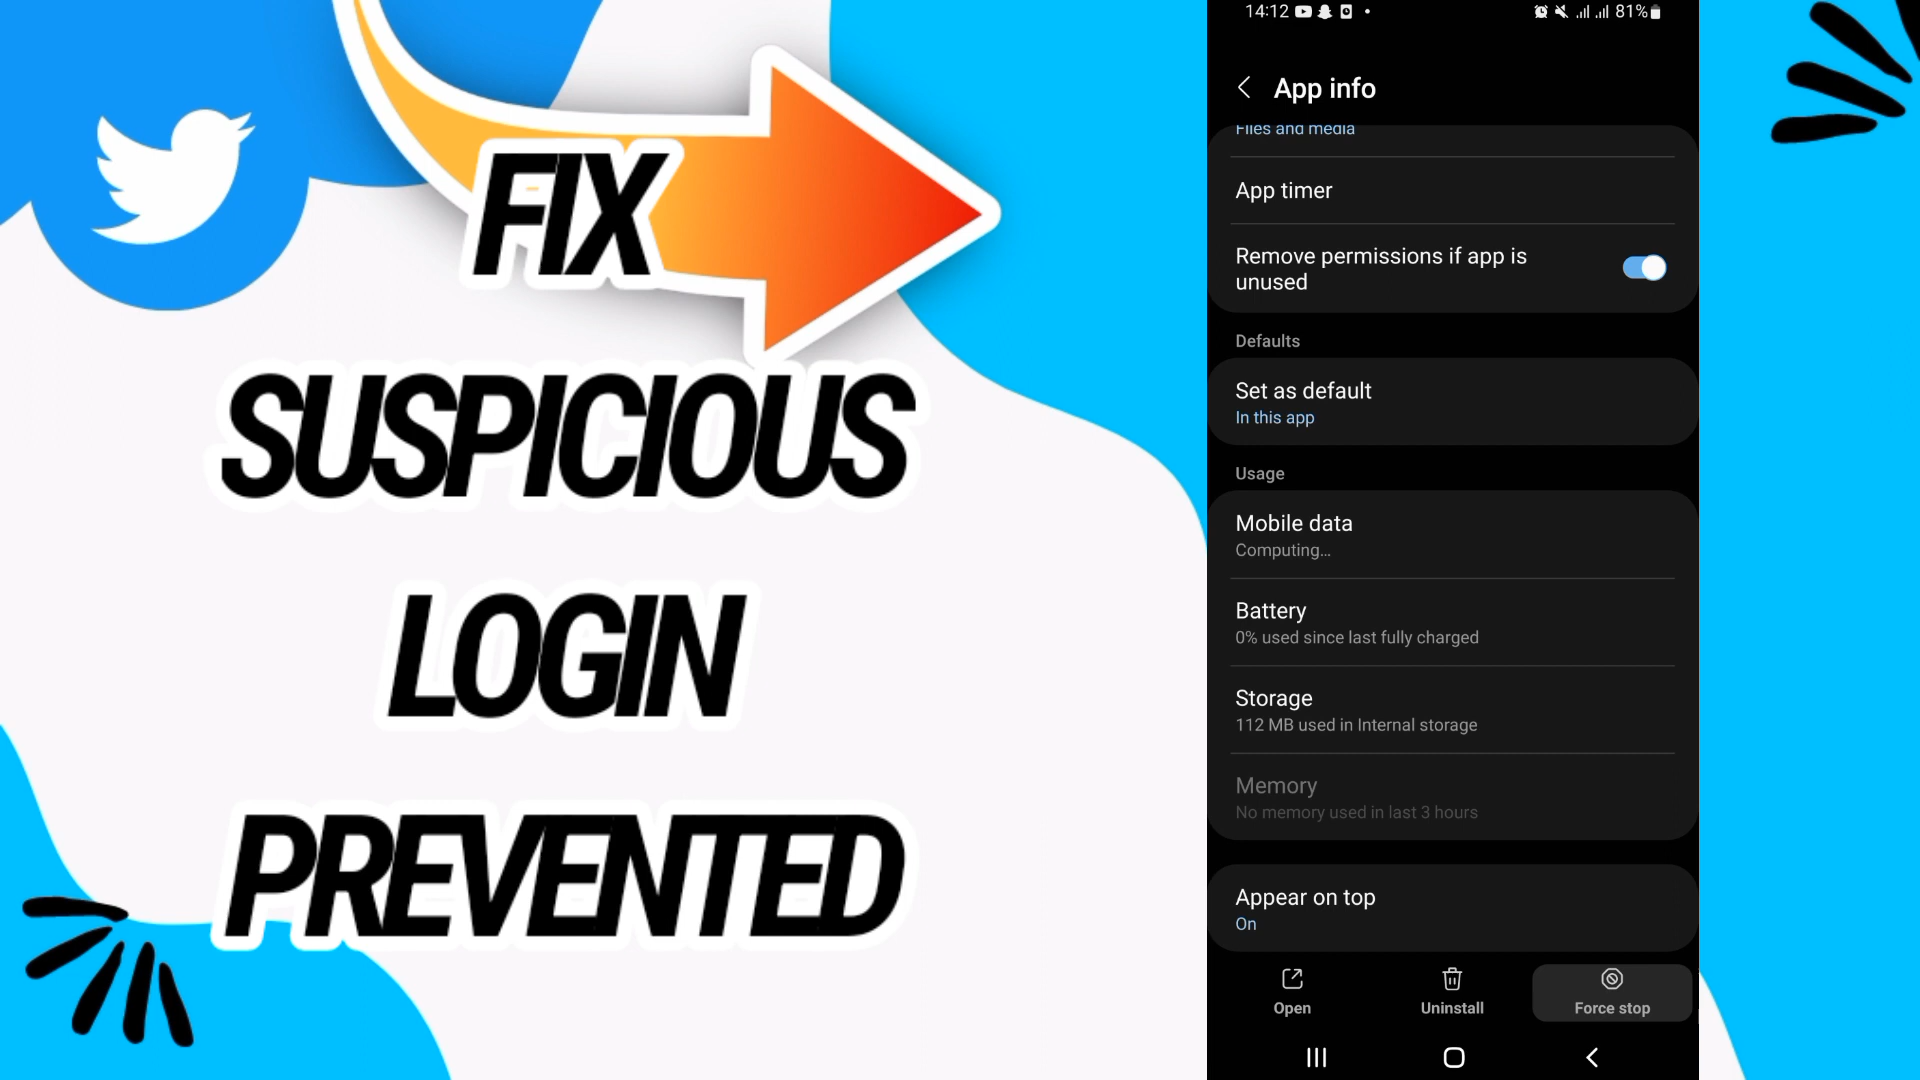 FIX
SUSPICIOUS
LOGIN
PREVENTED
14:12
81%
App info
Files and media
App timer
Remove permissions if app is
unused
Defaults
Set as default
In this app
Usage
Mobile data
Computing...
Battery
0% used since last fully charged
Storage
112 MB used in Internal storage
Memory
No memory used in last 3 hours
Appear on top
On
Open
Uninstall
Force stop